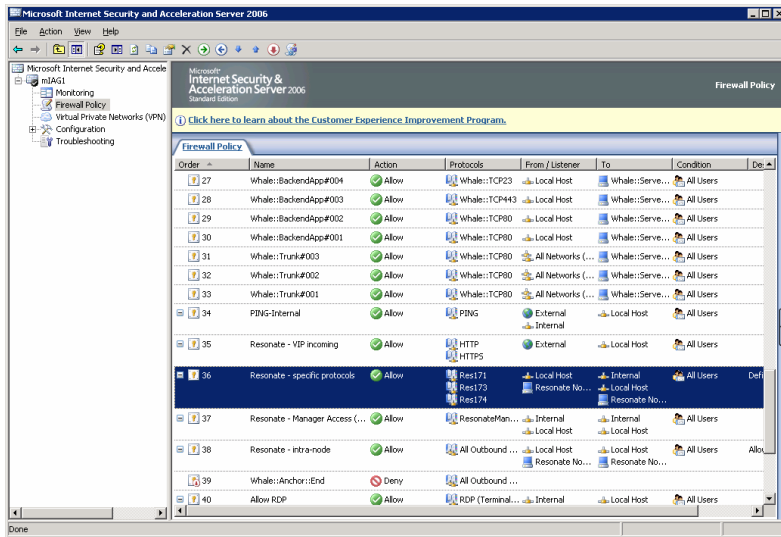 Microsoft Internet Security and Acceleration Server 2006
File Action View Help
Microsoft Internet Security and Accele
mIAG1
Monitoring
Firewall Policy
Virtual Private Networks (VPN)
Configuration
Troubleshooting
Microsoft®
Internet Security &
Acceleration Server 2006
Standard Edition
Firewall Policy
Click here to learn about the Customer Experience Improvement Program.
Firewall Policy
Order Name Action Protocols From / Listener To Condition De:
27 Whale::BackendApp#004 Allow Whale::TCP23 Local Host Whale::Serve... All Users
28 Whale::BackendApp#003 Allow Whale::TCP443 Local Host Whale::Serve... All Users
29 Whale::BackendApp#002 Allow Whale::TCP80 Local Host Whale::Serve... All Users
30 Whale::BackendApp#001 Allow Whale::TCP80 Local Host Whale::Serve... All Users
31 Whale::Trunk#003 Allow Whale::TCP80 All Networks (... Whale::Serve... All Users
32 Whale::Trunk#002 Allow Whale::TCP80 All Networks (... Whale::Serve... All Users
33 Whale::Trunk#001 Allow Whale::TCP80 All Networks (... Whale::Serve... All Users
34 PING-Internal Allow PING External Local Host All Users
Internal
35 Resonate - VIP incoming Allow HTTP External Local Host All Users
HTTPS
36 Resonate - specific protocols Allow Res171 Local Host Internal All Users Defi
Res173 Resonate No... Local Host
Res174 Resonate No...
37 Resonate - Manager Access (... Allow ResonateMan... Internal Internal All Users
Local Host Local Host
38 Resonate - intra-node Allow All Outbound ... Local Host Local Host All Users Allov
Resonate No... Resonate No...
39 Whale::Anchor::End Deny All Outbound ...
40 Allow RDP Allow RDP (Terminal... Internal Local Host All Users
Done